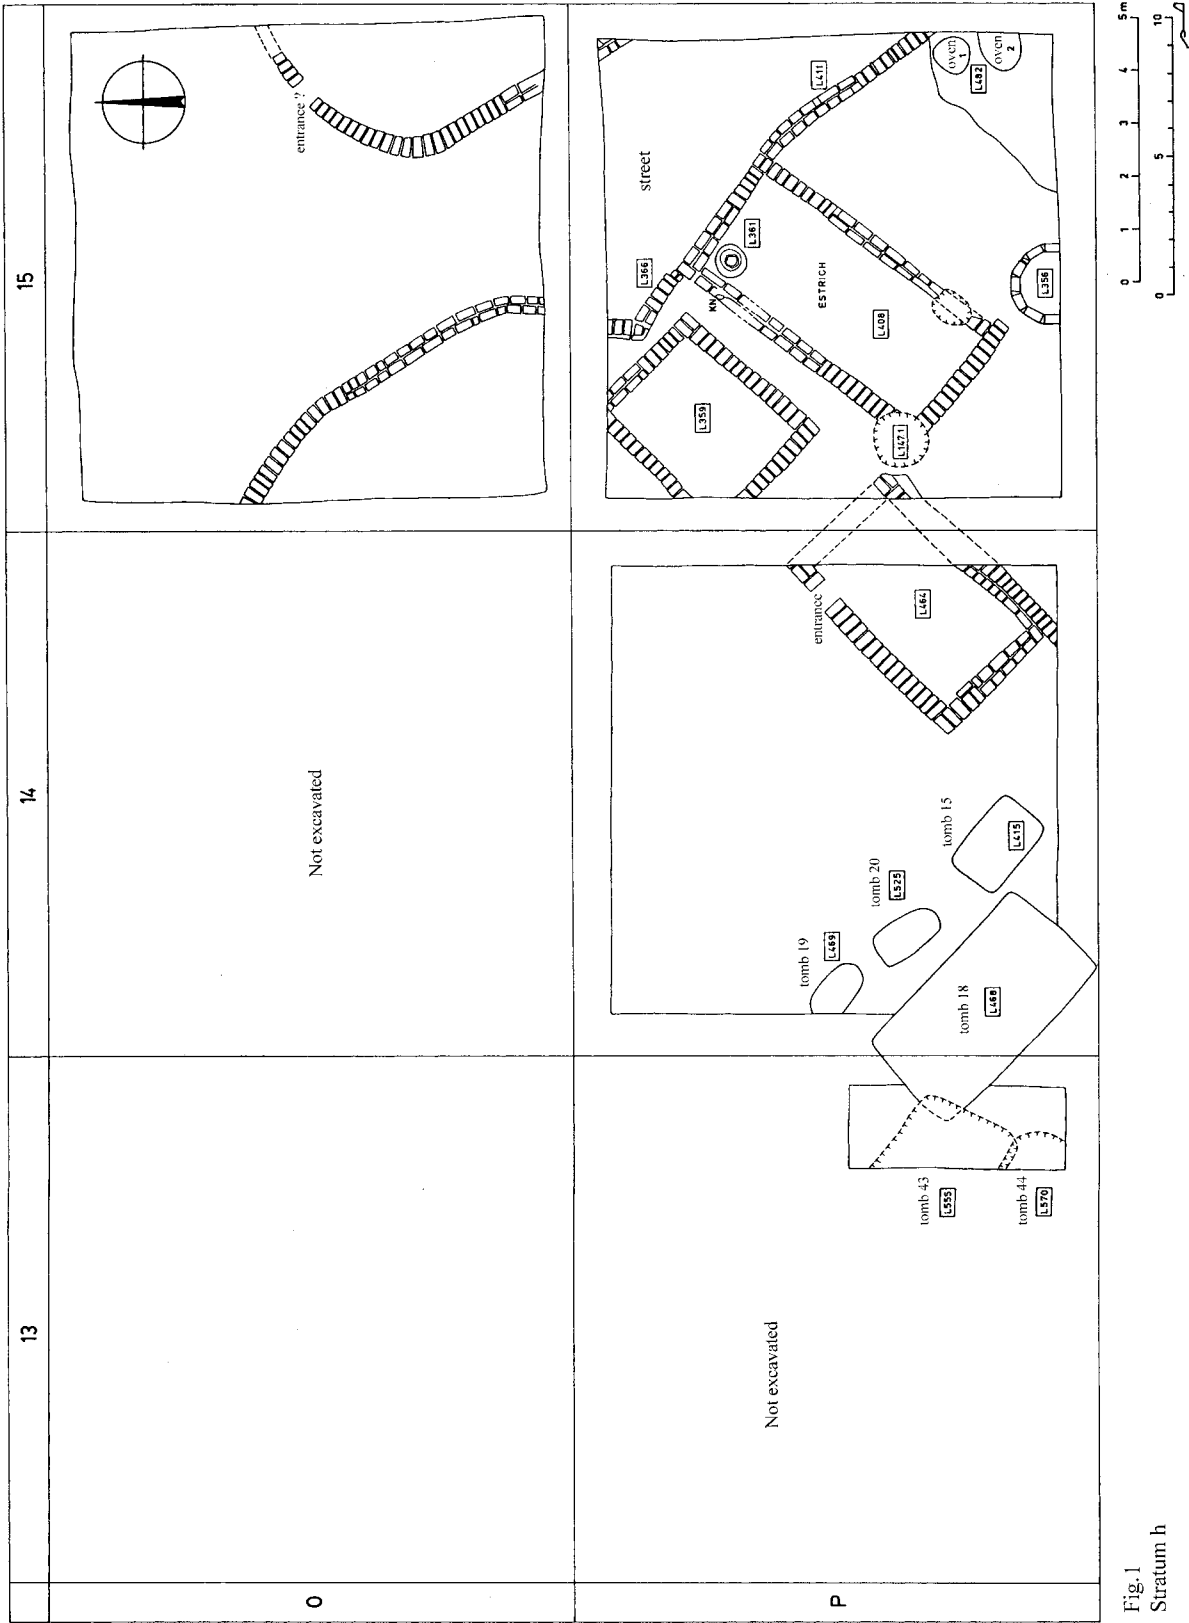 13
14
15
O
P
Not excavated
Not excavated
entrance ?
street
L366
L361
L411
KN
ESTRICH
L408
L359
L1471
L356
oven 1
oven 2
L482
entrance
L464
tomb 15
L415
tomb 20
L525
tomb 19
L469
tomb 18
L468
tomb 43
L555
tomb 44
L570
0 1 2 3 4 5m
0 5 10
Fig.1
Stratum h